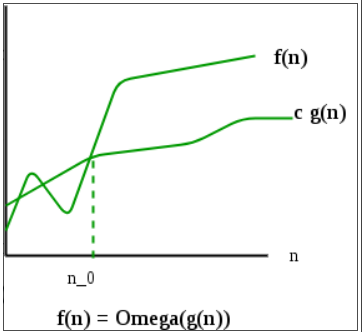 f(n)
c g(n)
n
n_0
f(n) = Omega(g(n))